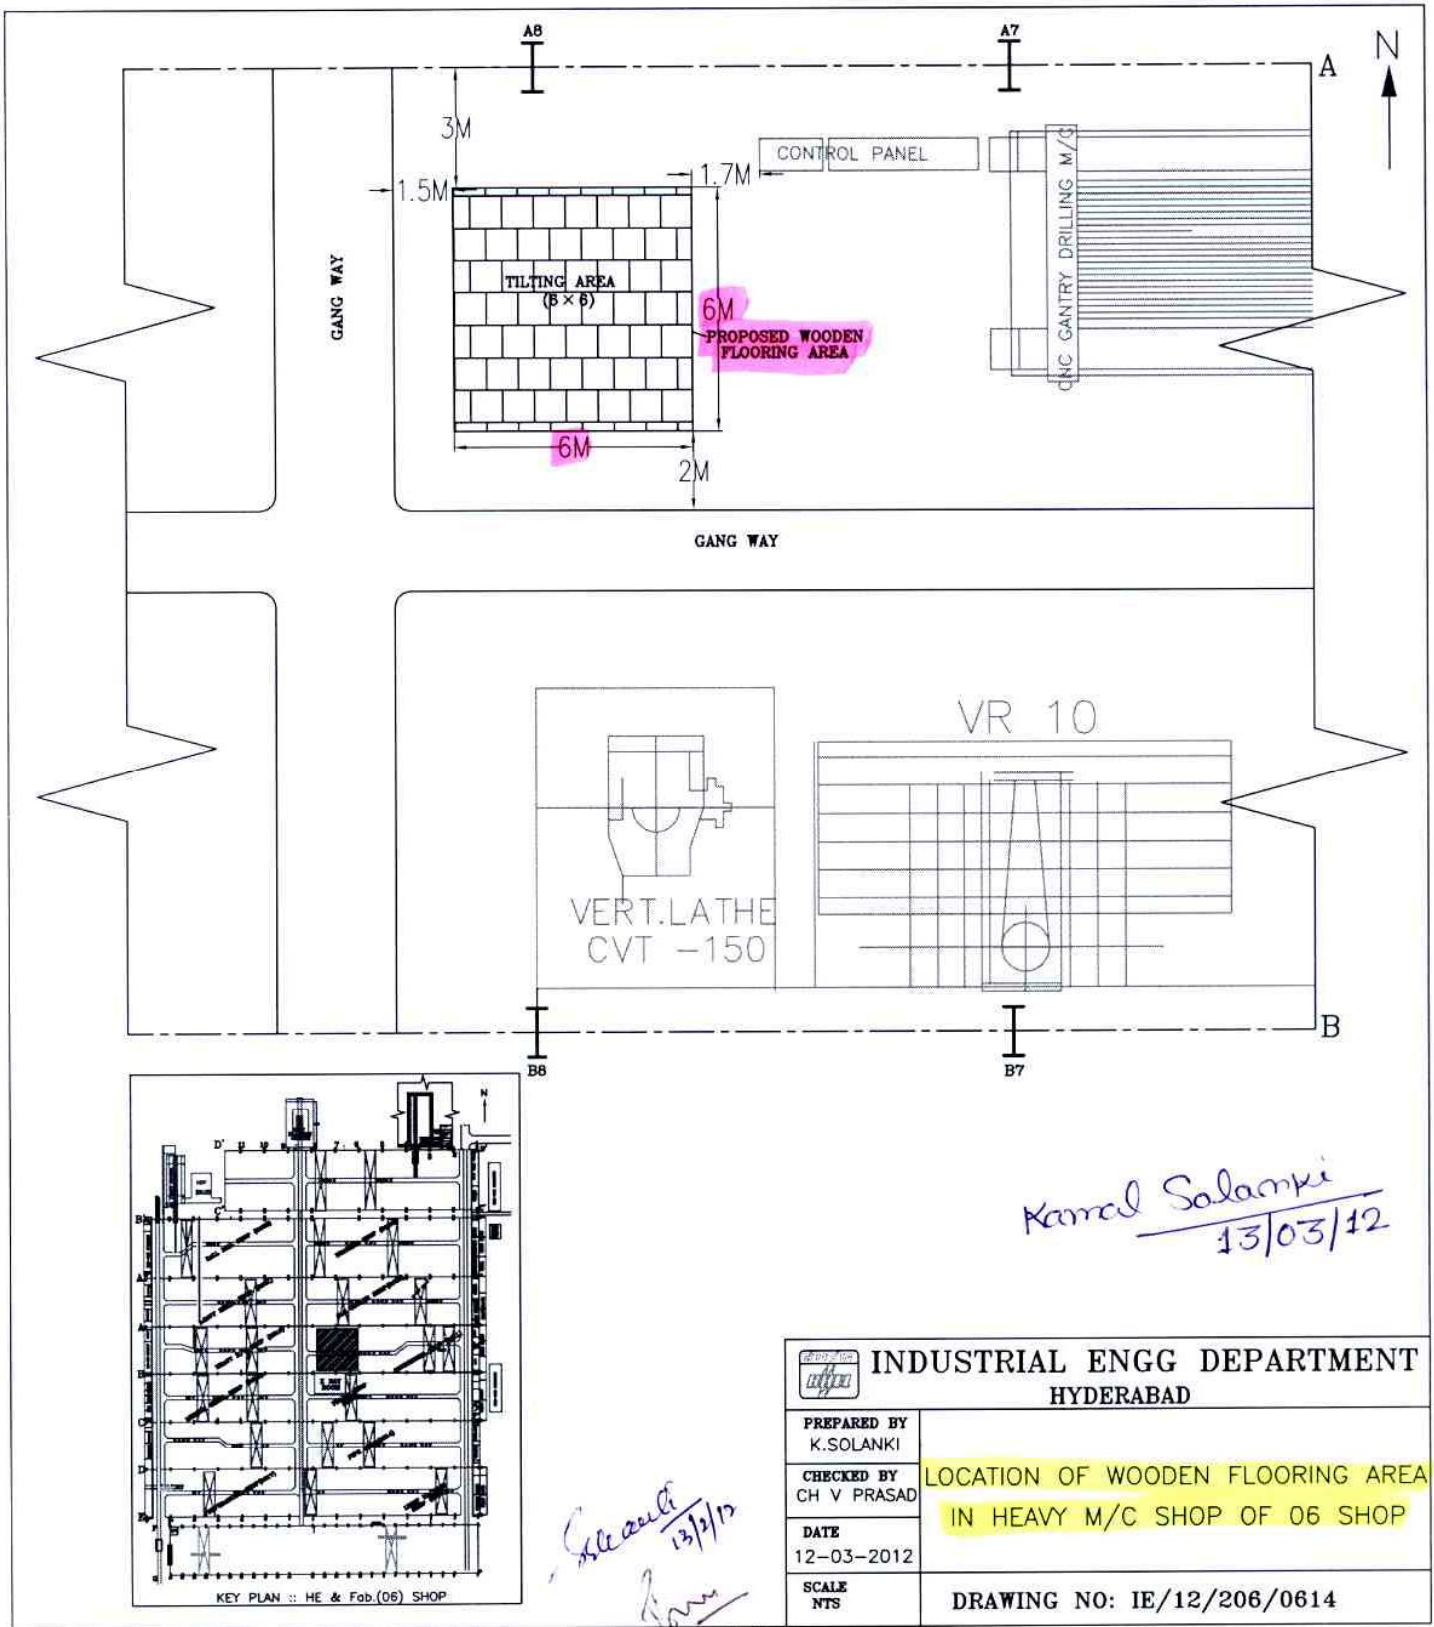 A8
A7
N
A
3M
CONTROL PANEL
1.7M
1.5M
CNC GANTRY DRILLING M/C
GANG WAY
TILTING AREA
(6 × 6)
6M
PROPOSED WOODEN
FLOORING AREA
6M
2M
GANG WAY
VR 10
VERT.LATHE
CVT -150
B
B8
B7
N
KEY PLAN :: HE & Fab.(06) SHOP
Kamal Solanki
13/03/12
INDUSTRIAL ENGG DEPARTMENT
HYDERABAD
PREPARED BY
K.SOLANKI
CHECKED BY
CH V PRASAD
LOCATION OF WOODEN FLOORING AREA
IN HEAVY M/C SHOP OF 06 SHOP
DATE
12-03-2012
SCALE
NTS
DRAWING NO: IE/12/206/0614